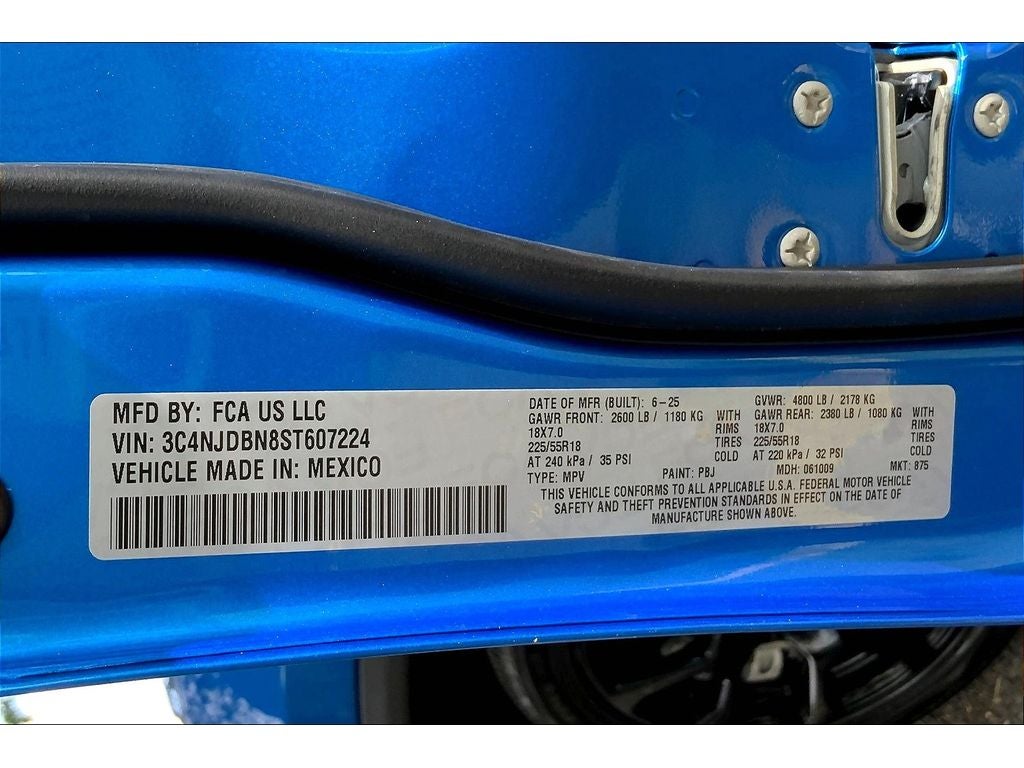 MFD BY: FCA US LLC
VIN: 3C4NJDBN8ST607224
VEHICLE MADE IN: MEXICO
DATE OF MFR (BUILT): 6-25
GVWR: 4800 LB / 2178 KG
GAWR FRONT: 2600 LB / 1180 KG WITH
18X7.0 RIMS
225/55R18 TIRES
AT 240 kPa / 35 PSI COLD
GAWR REAR: 2380 LB / 1080 KG WITH
18X7.0 RIMS
225/55R18 TIRES
AT 220 kPa / 32 PSI COLD
TYPE: MPV PAINT: PBJ MDH: 061009 MKT: 875
THIS VEHICLE CONFORMS TO ALL APPLICABLE U.S.A. FEDERAL MOTOR VEHICLE
SAFETY AND THEFT PREVENTION STANDARDS IN EFFECT ON THE DATE OF
MANUFACTURE SHOWN ABOVE.